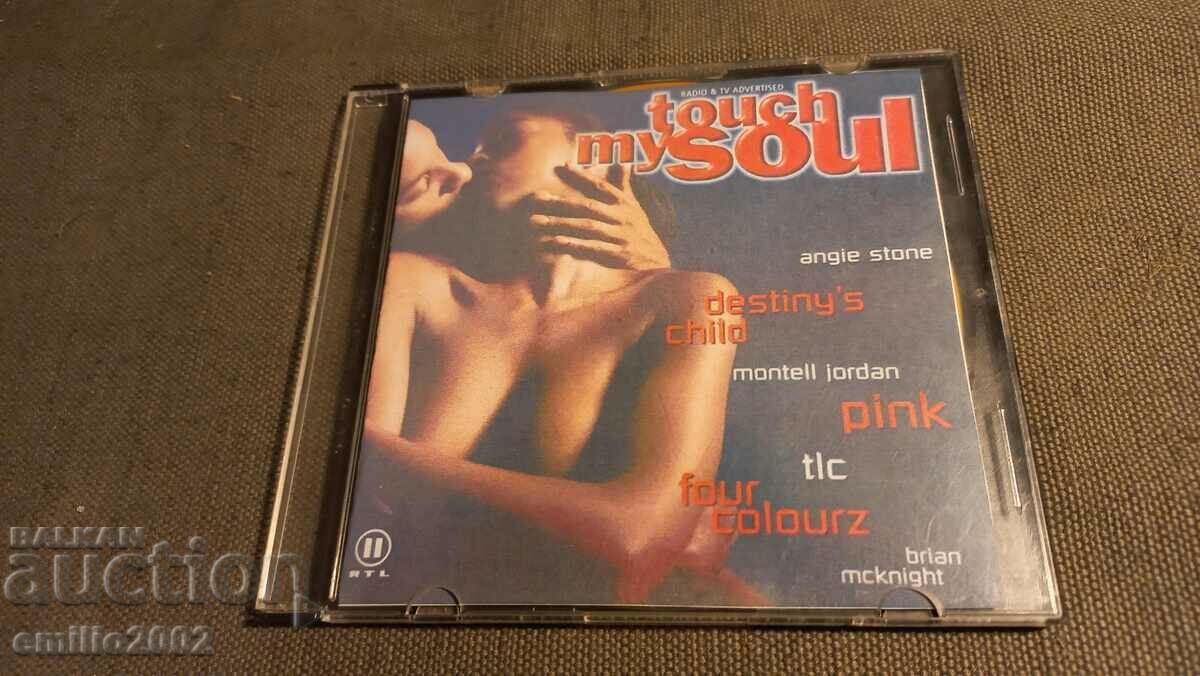 RADIO & TV ADVERTISED
touch
my soul
angie stone
destiny's
child
montell jordan
pink
tlc
four
colourz
brian
mcknight
II
RTL
BALKAN
auction
emilio2002